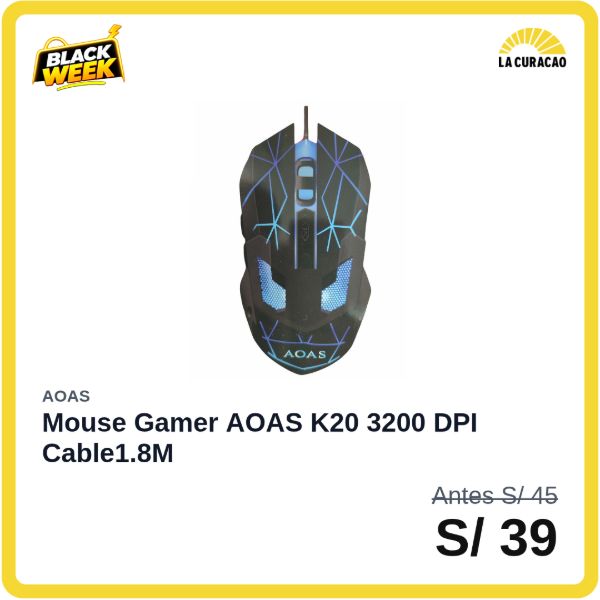 BLACK
WEEK
LA CURACAO
AOAS
AOAS
Mouse Gamer AOAS K20 3200 DPI
Cable1.8M
Antes S/ 45
S/ 39